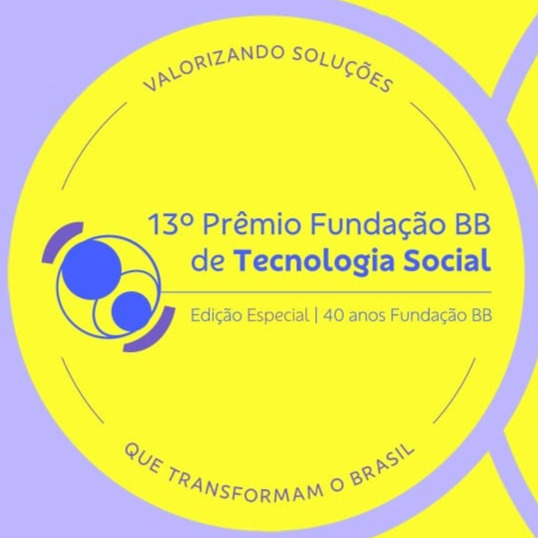 VALORIZANDO SOLUÇÕES
13º Prêmio Fundação BB
de Tecnologia Social
Edição Especial | 40 anos Fundação BB
QUE TRANSFORMAM O BRASIL